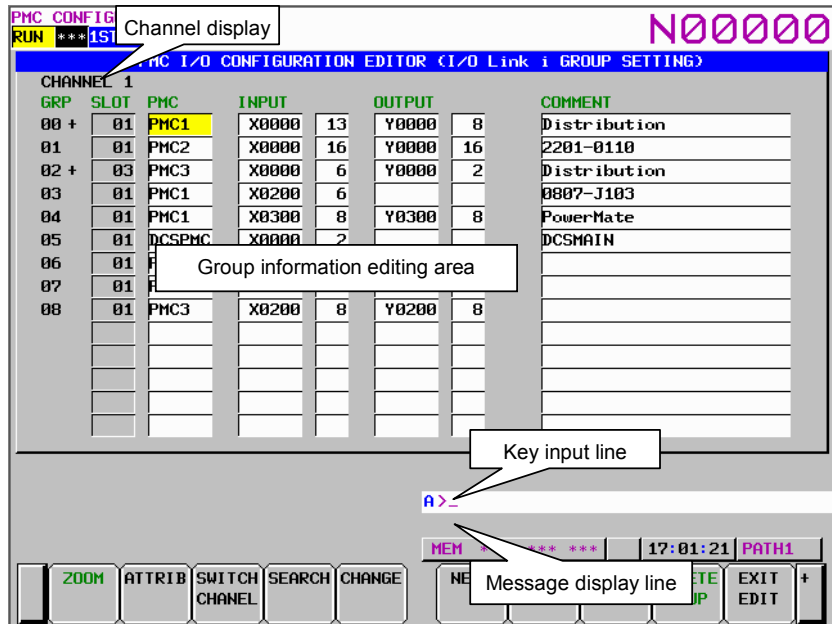 PMC CONFIG
N00000
RUN *** 1ST
Channel display
PMC I/O CONFIGURATION EDITOR (I/O Link i GROUP SETTING)
CHANNEL 1
GRP SLOT PMC INPUT OUTPUT COMMENT
00 + 01 PMC1 X0000 13 Y0000 8 Distribution
01 01 PMC2 X0000 16 Y0000 16 2201-0110
02 + 03 PMC3 X0000 6 Y0000 2 Distribution
03 01 PMC1 X0200 6 0807-J103
04 01 PMC1 X0300 8 Y0300 8 PowerMate
05 01 DCSPMC X0000 2 DCSMAIN
06 01
Group information editing area
07 01
08 01 PMC3 X0200 8 Y0200 8
Key input line
A>_
MEM *** *** 17:01:21 PATH1
Message display line
ZOOM ATTRIB SWITCH CHANEL SEARCH CHANGE EXIT EDIT +